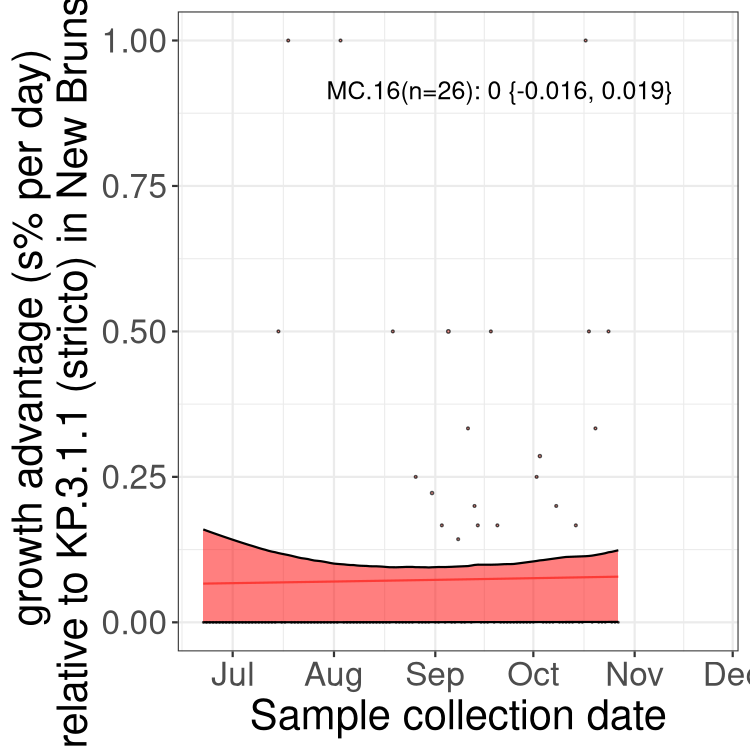 growth advantage (s% per day)
relative to KP.3.1.1 (stricto) in New Bruns
1.00
0.75
0.50
0.25
0.00
MC.16(n=26): 0 {-0.016, 0.019}
Jul Aug Sep Oct Nov Dec
Sample collection date